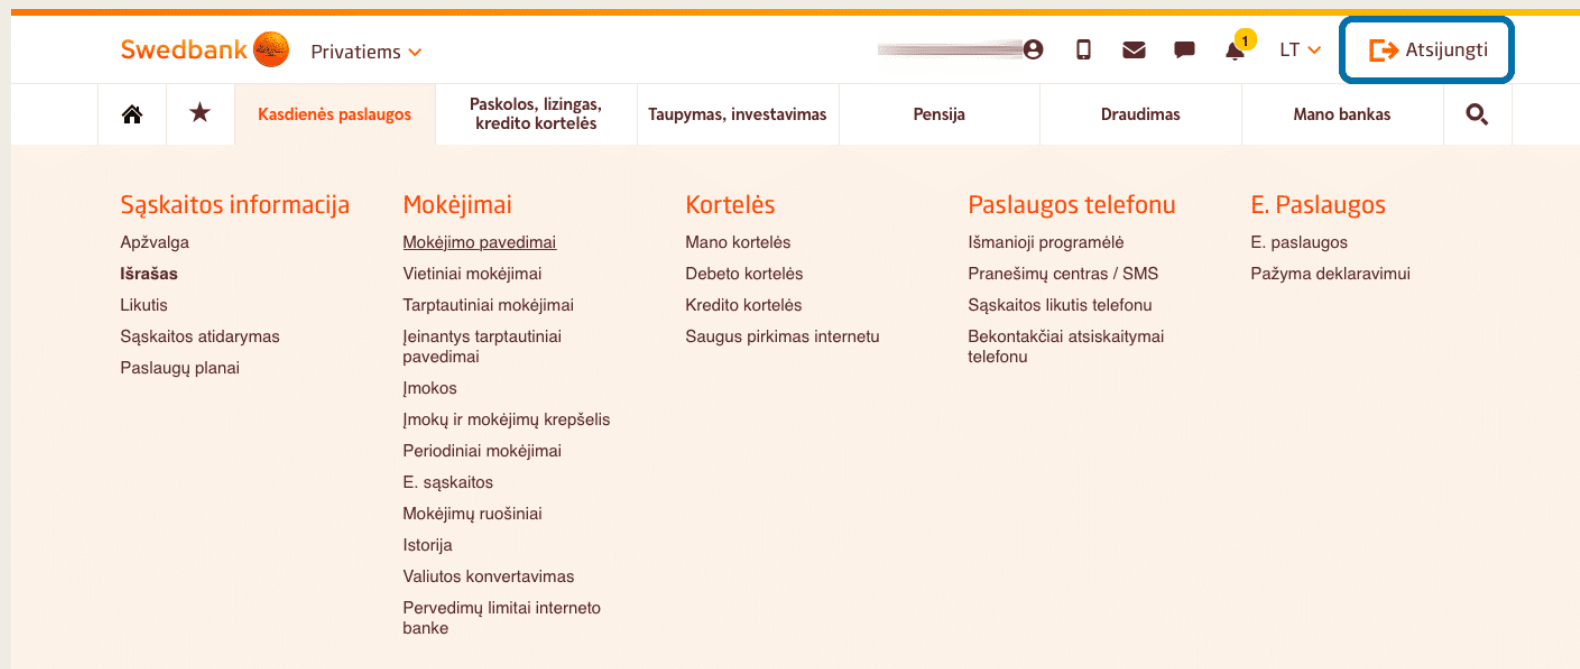 Swedbank
Privatiems
1
LT
Atsijungti
Kasdienės paslaugos
Paskolos, lizingas,
kredito kortelės
Taupymas, investavimas
Pensija
Draudimas
Mano bankas
Sąskaitos informacija
Apžvalga
Išrašas
Likutis
Sąskaitos atidarymas
Paslaugų planai
Mokėjimai
Mokėjimo pavedimai
Vietiniai mokėjimai
Tarptautiniai mokėjimai
Įeinantys tarptautiniai
pavedimai
Įmokos
Įmokų ir mokėjimų krepšelis
Periodiniai mokėjimai
E. sąskaitos
Mokėjimų ruošiniai
Istorija
Valiutos konvertavimas
Pervedimų limitai interneto
banke
Kortelės
Mano kortelės
Debeto kortelės
Kredito kortelės
Saugus pirkimas internetu
Paslaugos telefonu
Išmanioji programėlė
Pranešimų centras / SMS
Sąskaitos likutis telefonu
Bekontakčiai atsiskaitymai
telefonu
E. Paslaugos
E. paslaugos
Pažyma deklaravimui